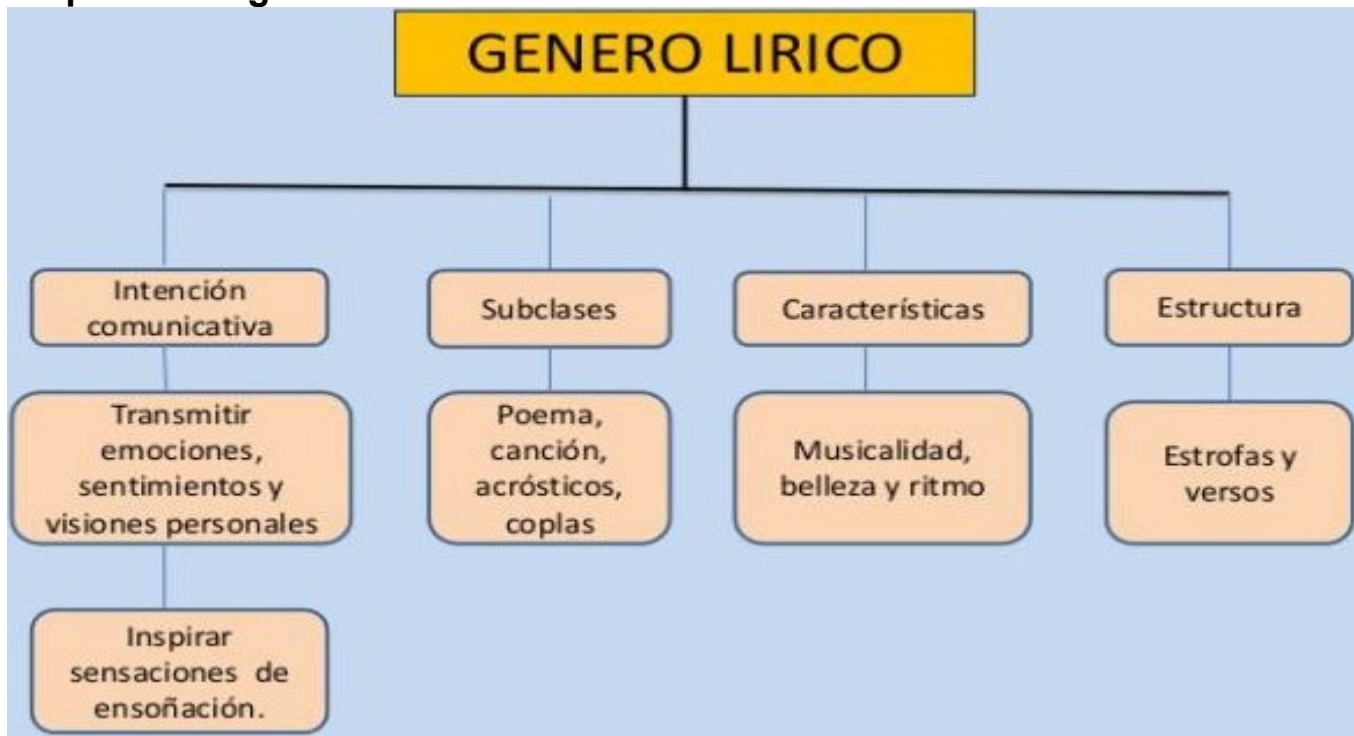 GENERO LIRICO
Intención
comunicativa
Subclases
Características
Estructura
Transmitir
emociones,
sentimientos y
visiones personales
Poema,
canción,
acrósticos,
coplas
Musicalidad,
belleza y ritmo
Estrofas y
versos
Inspirar
sensaciones de
ensoñación.